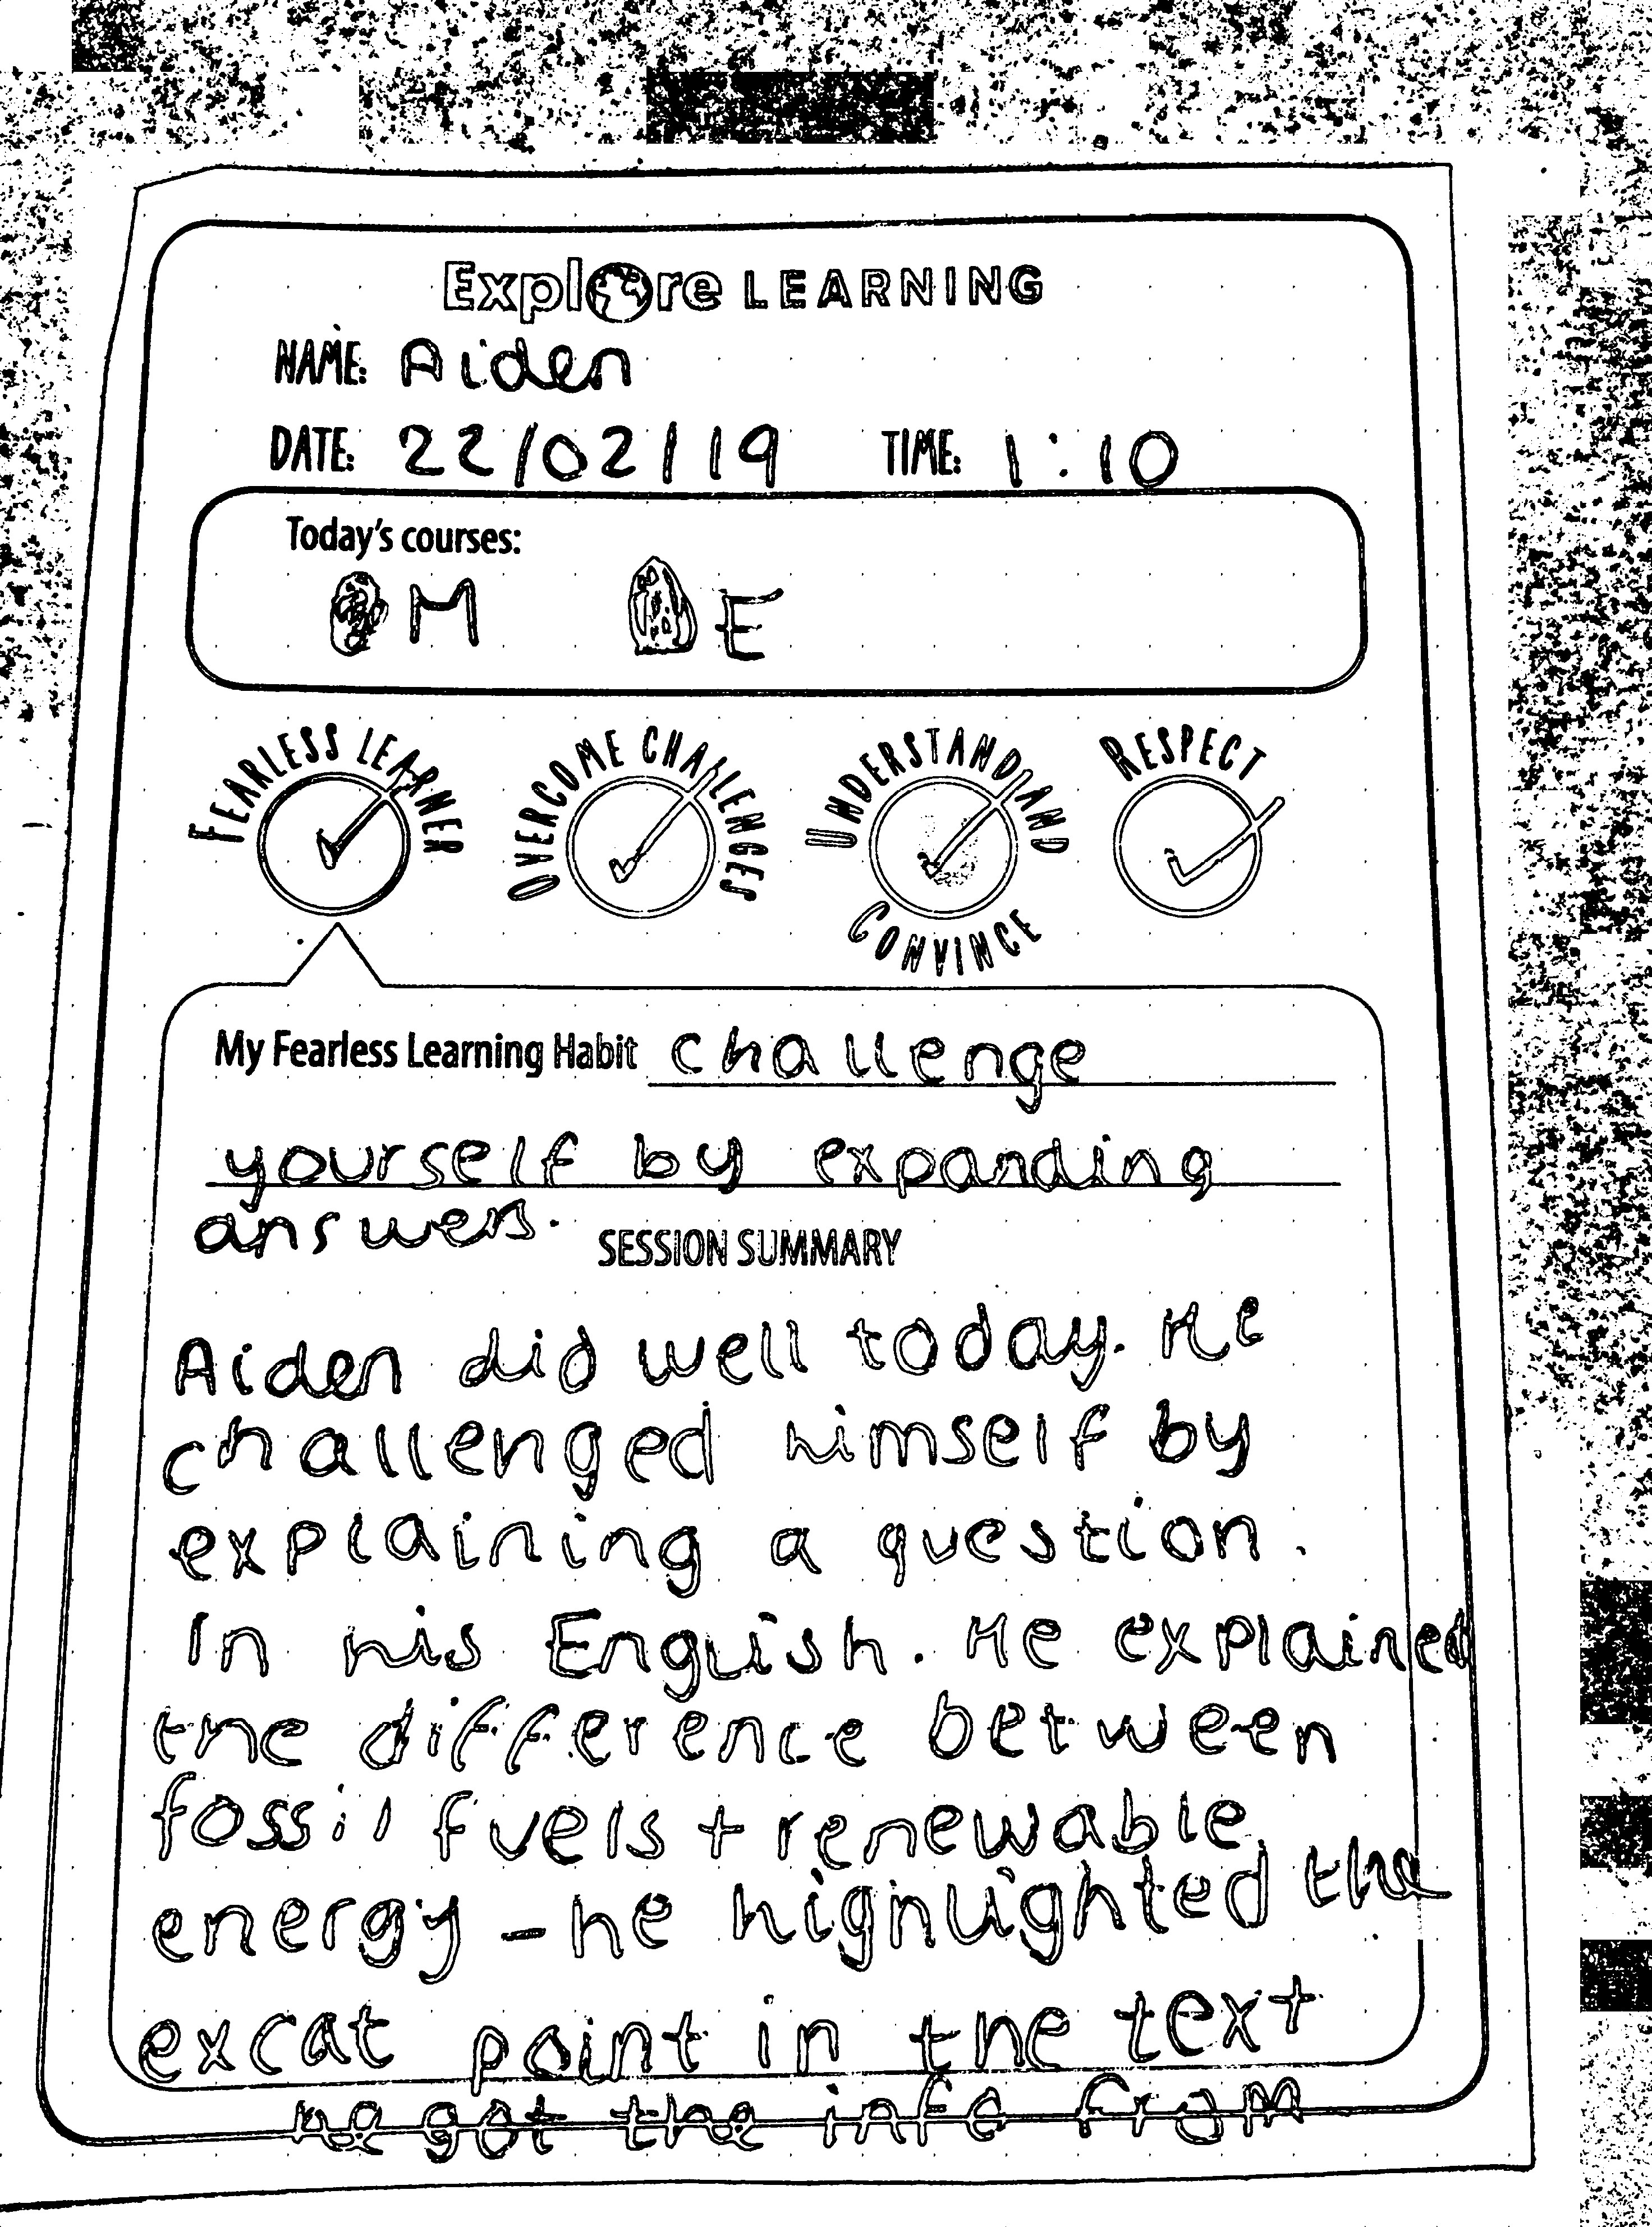 Explore LEARNING
NAME: Aiden
DATE: 22/02/19 TIME: 1:10
Today's courses:
M E
FEARLESS LEARNER OVERCOME CHALLENGES UNDERSTAND AND CONVINCE RESPECT
My Fearless Learning Habit challenge
yourself by expanding
answers.
SESSION SUMMARY
Aiden did well today. He
challenged himself by
explaining a question.
In his English. He explained
the difference between
fossil fuels + renewable
energy - he highlighted the
excat point in the text
he got the info from